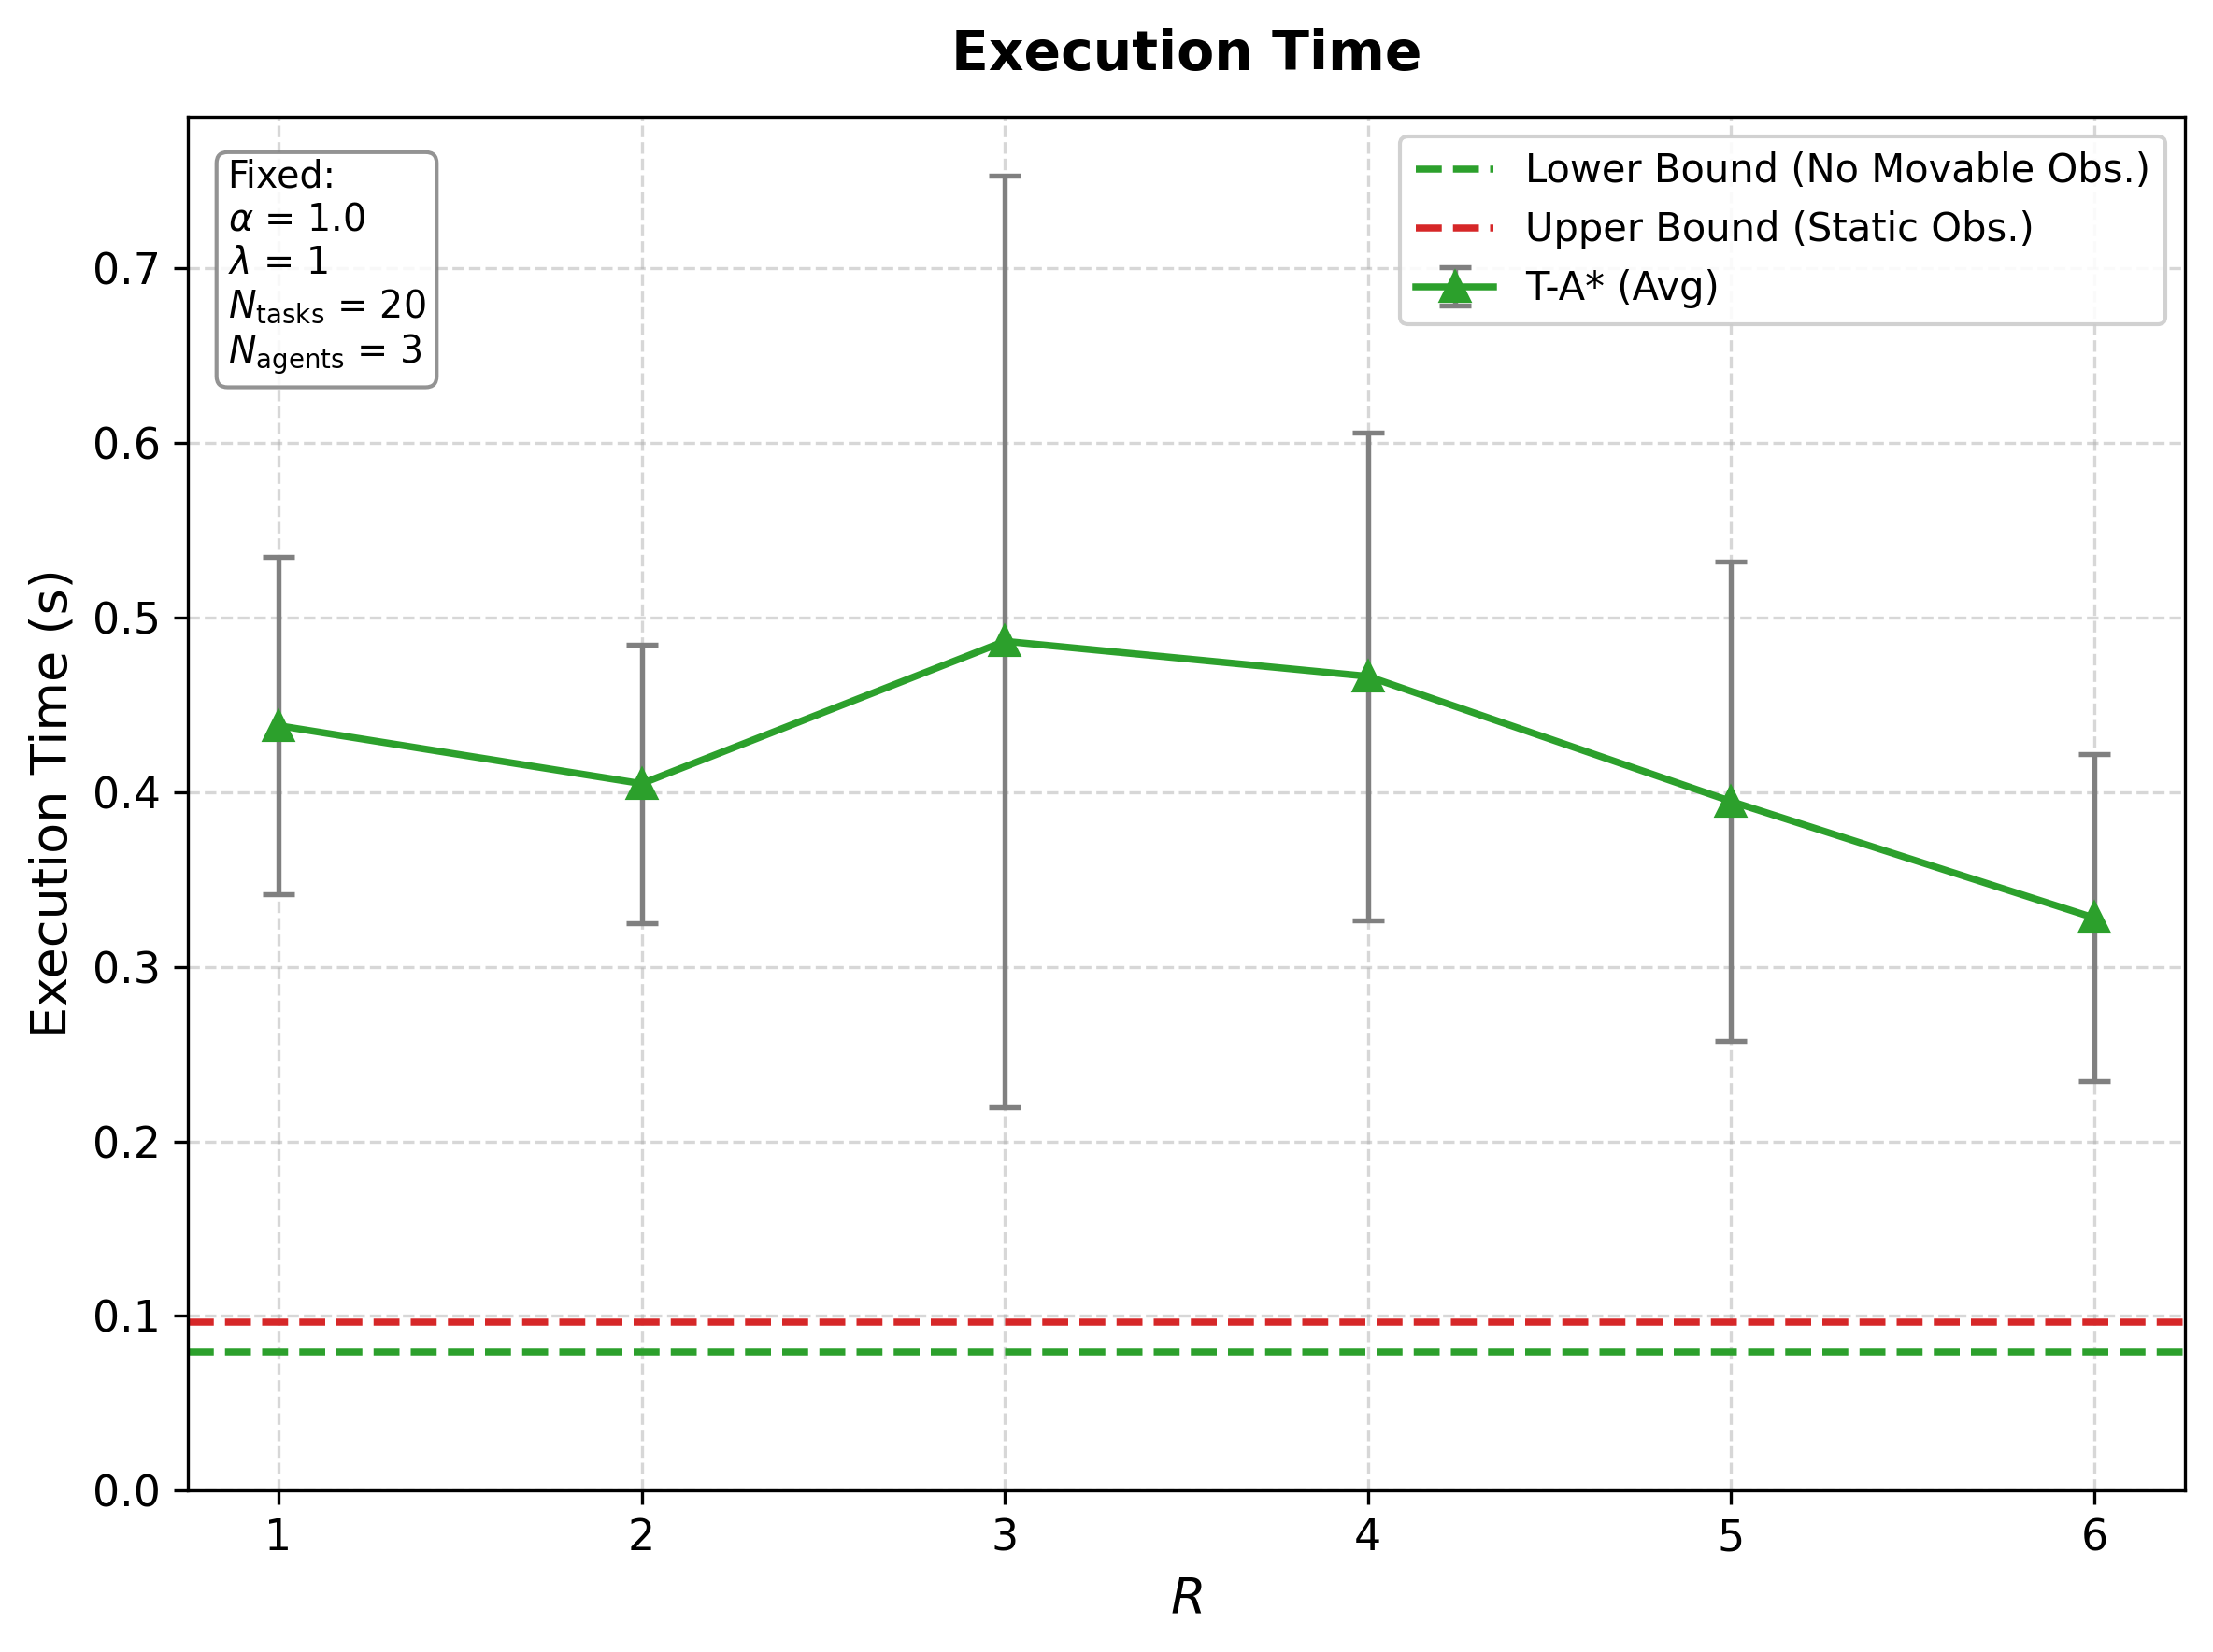 Execution Time
Fixed:
α = 1.0
λ = 1
N_tasks = 20
N_agents = 3
Lower Bound (No Movable Obs.)
Upper Bound (Static Obs.)
T-A* (Avg)
Execution Time (s)
0.7
0.6
0.5
0.4
0.3
0.2
0.1
0.0
1 2 3 4 5 6
R